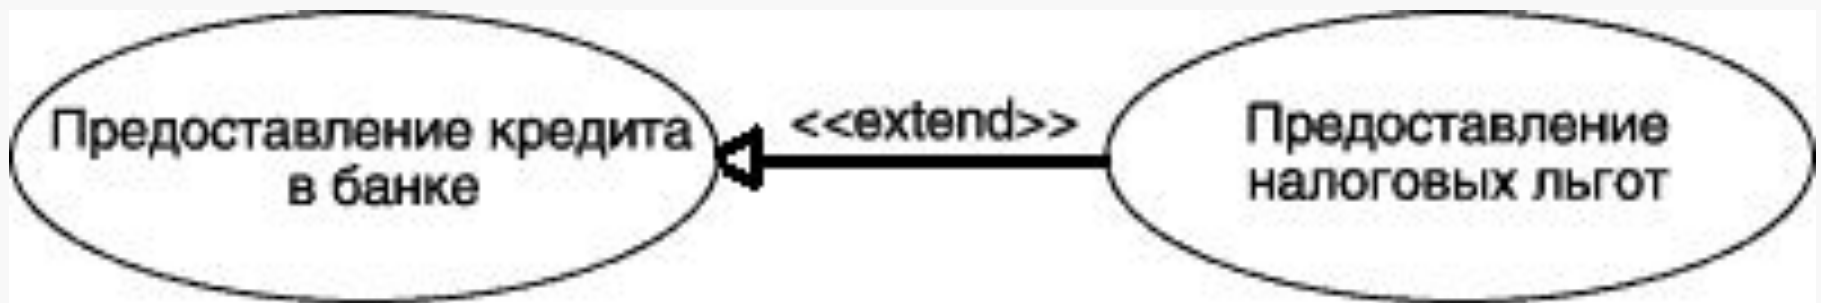 Предоставление кредита
в банке
<<extend>>
Предоставление
налоговых льгот